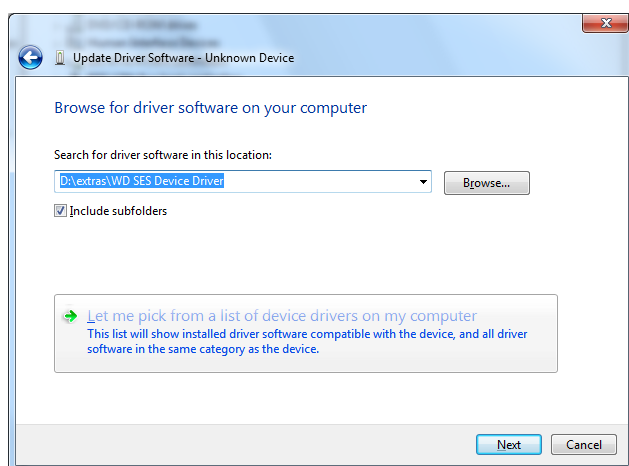 Update Driver Software - Unknown Device
Browse for driver software on your computer
Search for driver software in this location:
D:\extras\WD SES Device Driver
Browse...
Include subfolders
Let me pick from a list of device drivers on my computer
This list will show installed driver software compatible with the device, and all driver
software in the same category as the device.
Next
Cancel